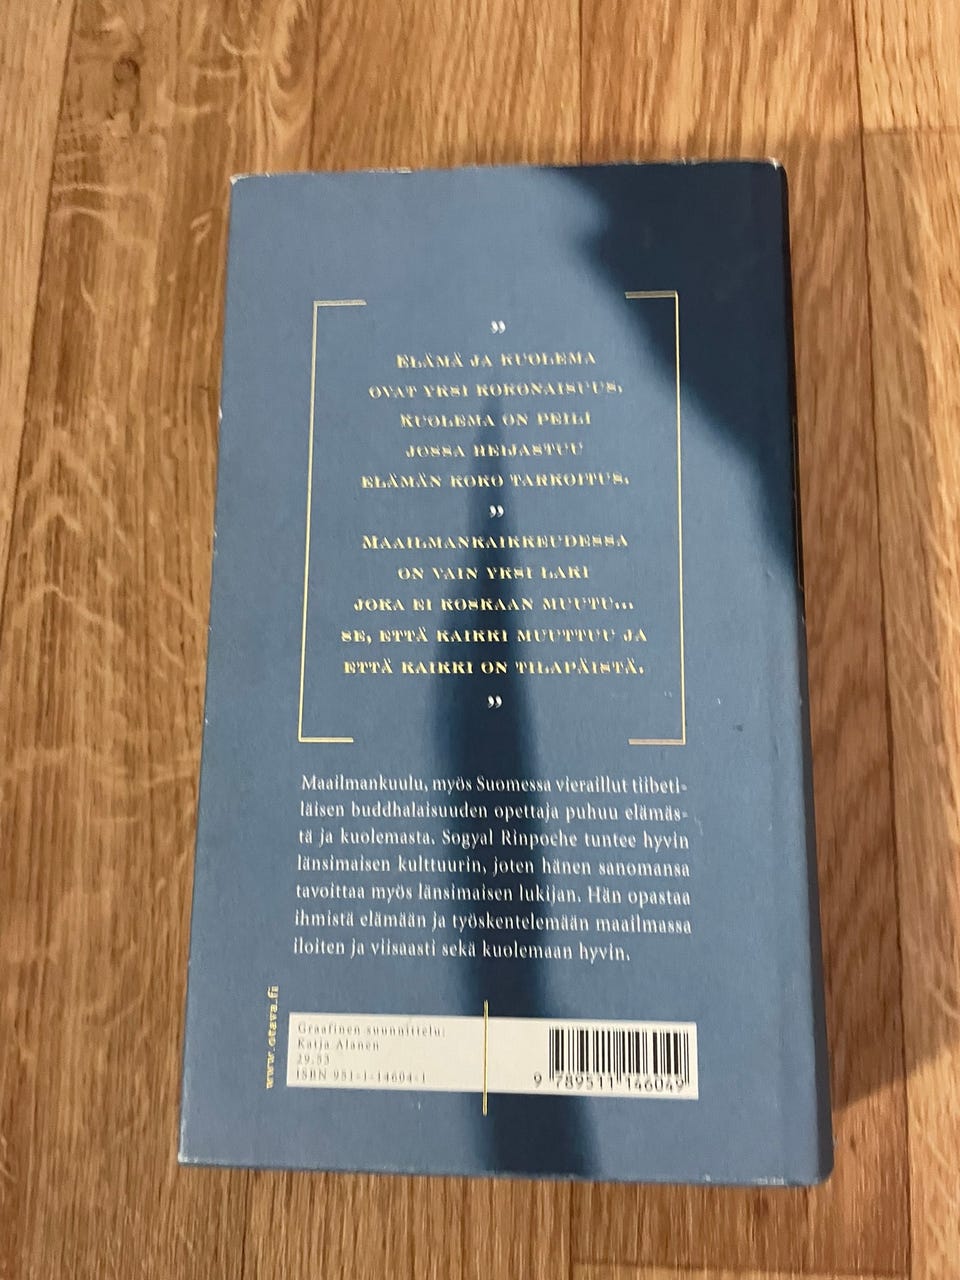 ”
ELÄMÄ JA KUOLEMA
OVAT YKSI KOKONAISUUS.
KUOLEMA ON PEILI
JOSSA HEIJASTUU
ELÄMÄN KOKO TARKOITUS.
”
MAAILMANKAIKKEUDESSA
ON VAIN YKSI LAKI
JOKA EI KOSKAAN MUUTU...
SE, ETTÄ KAIKKI MUUTTUU JA
ETTÄ KAIKKI ON TILAPÄISTÄ.
”
Maailmankuulu, myös Suomessa vieraillut tiibeti-
läisen buddhalaisuuden opettaja puhuu elämäs-
tä ja kuolemasta. Sogyal Rinpoche tuntee hyvin
länsimaisen kulttuurin, joten hänen sanomansa
tavoittaa myös länsimaisen lukijan. Hän opastaa
ihmistä elämään ja työskentelemään maailmassa
iloiten ja viisaasti sekä kuolemaan hyvin.
www.otava.fi
Graafinen suunnittelu:
Katja Alanen
29.53
ISBN 951-1-14604-1
9 789511 146049